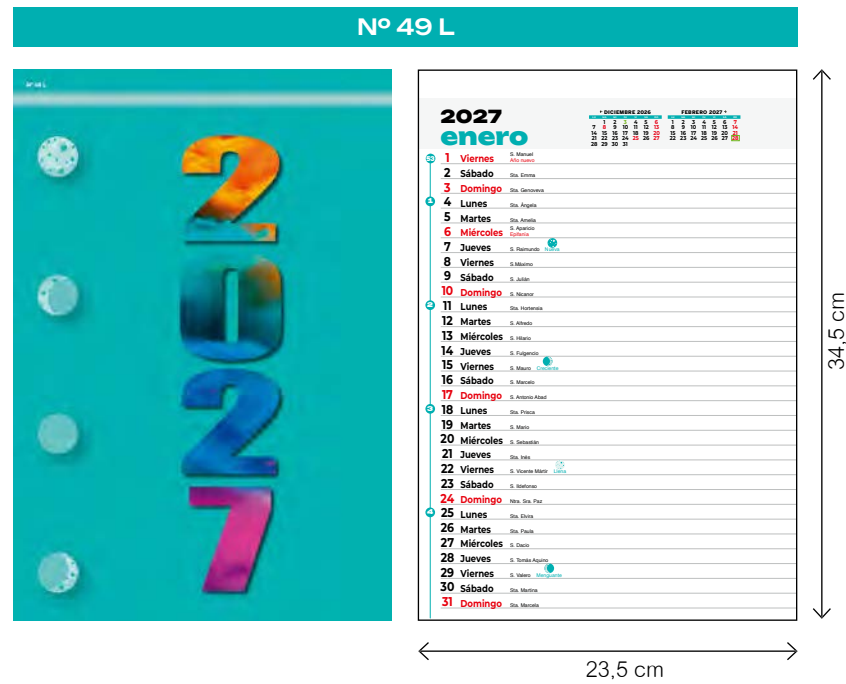 Nº 49 L
Nº 49 L
2
0
2
7
2027
enero
DICIEMBRE 2026
1 2 3 4 5 6
7 8 9 10 11 12 13
14 15 16 17 18 19 20
21 22 23 24 25 26 27
28 29 30 31
FEBRERO 2027
1 2 3 4 5 6 7
8 9 10 11 12 13 14
15 16 17 18 19 20 21
22 23 24 25 26 27 28
53 1 Viernes S. Manuel
Año nuevo
2 Sábado Sta. Emma
3 Domingo Sta. Genoveva
1 4 Lunes Sta. Ángela
5 Martes Sta. Amelia
6 Miércoles S. Aparicio
Epifanía
7 Jueves S. Raimundo Nueva
8 Viernes S.Máximo
9 Sábado S. Julián
10 Domingo S. Nicanor
2 11 Lunes Sta. Hortensia
12 Martes S. Alfredo
13 Miércoles S. Hilario
14 Jueves S. Fulgencio
15 Viernes S. Mauro Creciente
16 Sábado S. Marcelo
17 Domingo S. Antonio Abad
3 18 Lunes Sta. Prisca
19 Martes S. Mario
20 Miércoles S. Sebastián
21 Jueves Sta. Inés
22 Viernes S. Vicente Mártir Llena
23 Sábado S. Ildefonso
24 Domingo Ntra. Sra. Paz
4 25 Lunes Sta. Elvira
26 Martes Sta. Paula
27 Miércoles S. Dacio
28 Jueves S. Tomás Aquino
29 Viernes S. Valero Menguante
30 Sábado Sta. Martina
31 Domingo Sta. Marcela
34,5 cm
23,5 cm